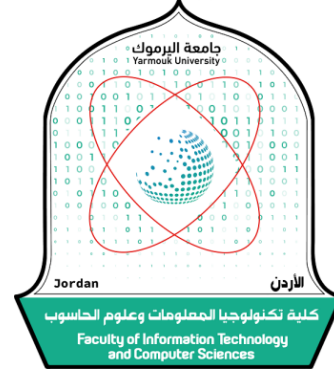 جامعة اليرموك
Yarmouk University
Jordan
الأردن
كلية تكنولوجيا المعلومات وعلوم الحاسوب
Faculty of Information Technology
and Computer Sciences